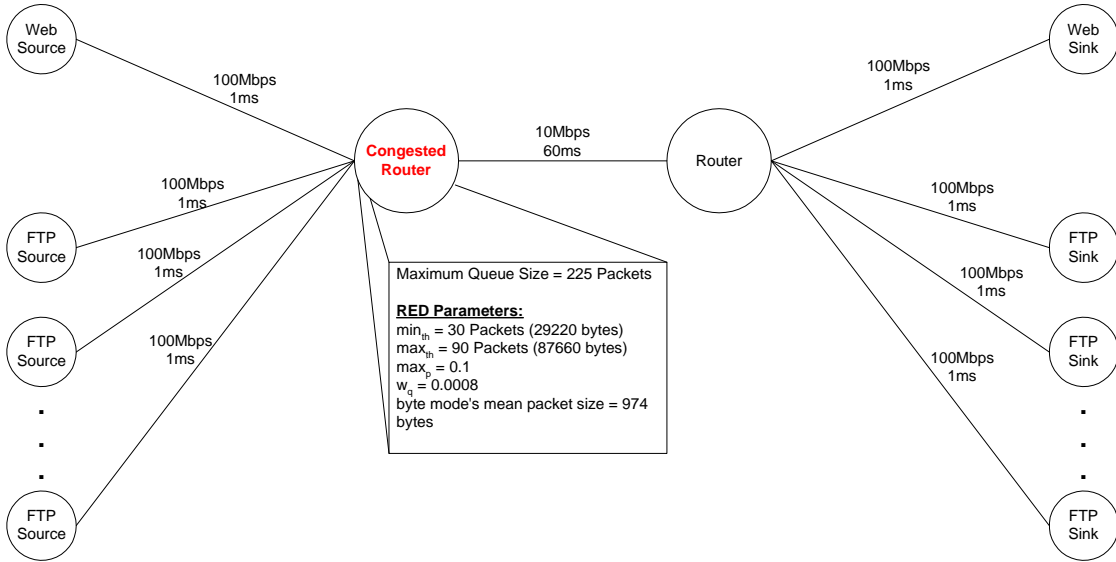 Web
Source
100Mbps
1ms
100Mbps
1ms
100Mbps
1ms
100Mbps
1ms
FTP
Source
FTP
Source
FTP
Source
Congested
Router
10Mbps
60ms
Router
Maximum Queue Size = 225 Packets
RED Parameters:
minth = 30 Packets (29220 bytes)
maxth = 90 Packets (87660 bytes)
maxp = 0.1
wq = 0.0008
byte mode's mean packet size = 974
bytes
100Mbps
1ms
100Mbps
1ms
100Mbps
1ms
100Mbps
1ms
Web
Sink
FTP
Sink
FTP
Sink
FTP
Sink